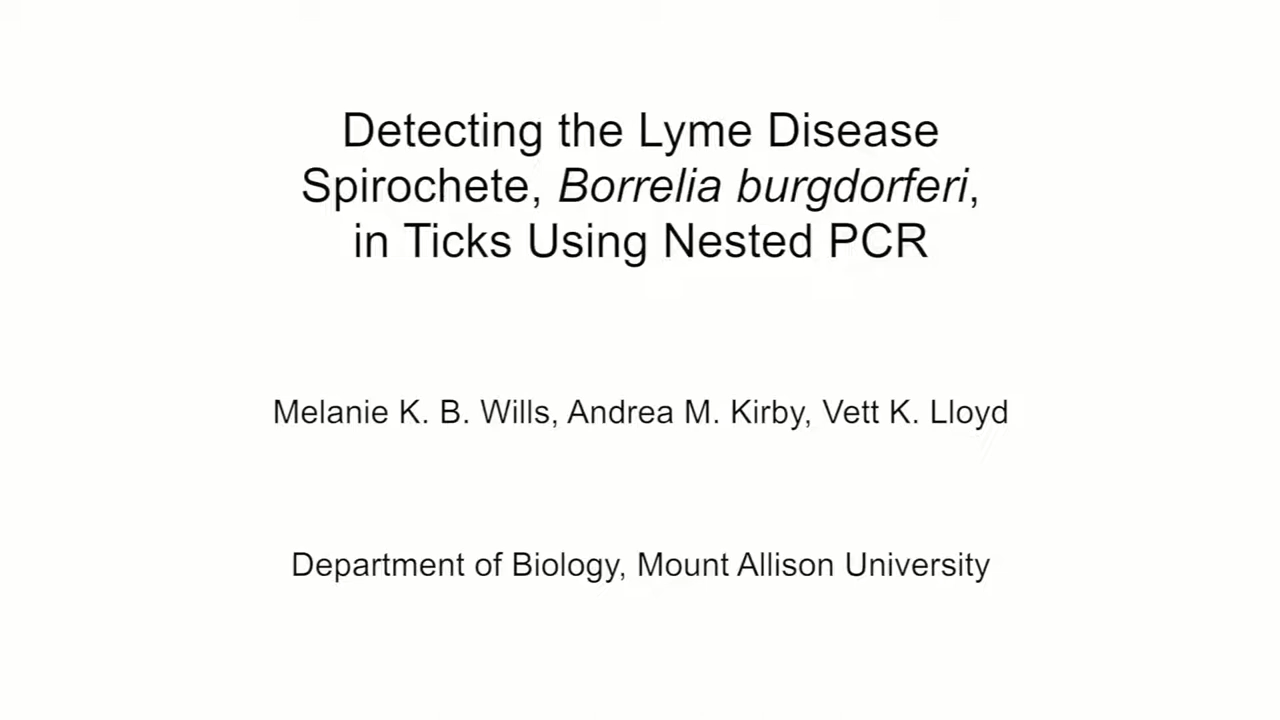 Detecting the Lyme Disease
Spirochete, Borrelia burgdorferi,
in Ticks Using Nested PCR
Melanie K. B. Wills, Andrea M. Kirby, Vett K. Lloyd
Department of Biology, Mount Allison University